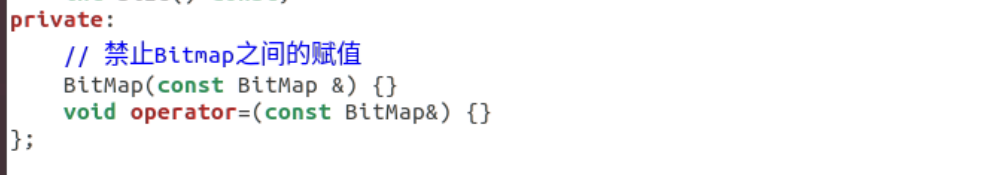 private:
    // 禁止Bitmap之间的赋值
    BitMap(const BitMap &) {}
    void operator=(const BitMap&) {}
};